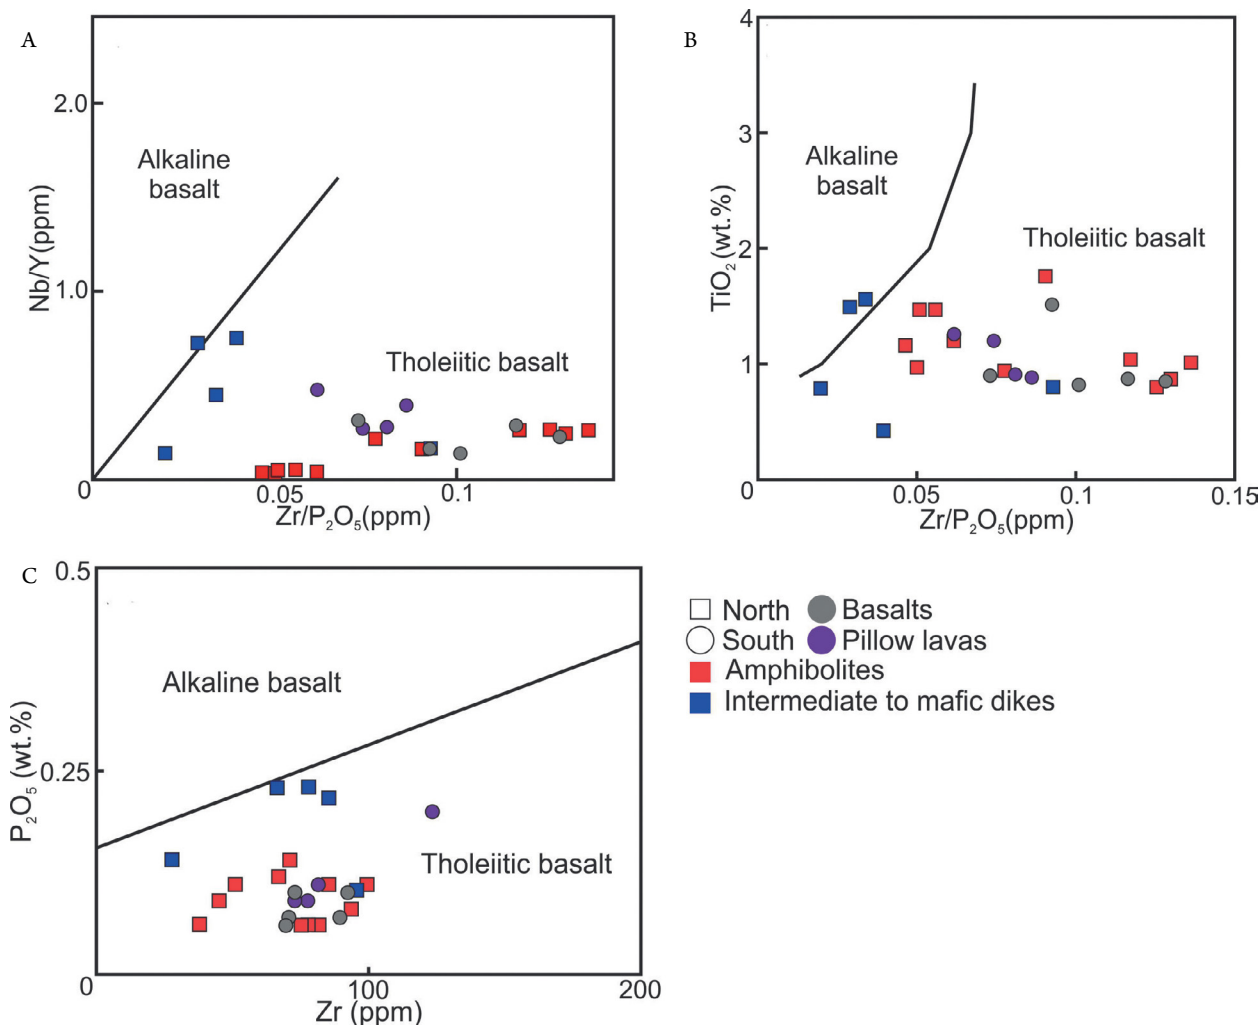 A
2.0
1.0
0
0.05
0.1
Nb/Y(ppm)
Zr/P₂O₅(ppm)
Alkaline
basalt
Tholeiitic basalt
B
4
3
2
1
0
0.05
0.1
0.15
TiO₂ (wt.%)
Zr/P₂O₅(ppm)
Alkaline
basalt
Tholeiitic basalt
C
0.5
0.25
0
100
200
P₂O₅ (wt.%)
Zr (ppm)
Alkaline basalt
Tholeiitic basalt
North
Basalts
South
Pillow lavas
Amphibolites
Intermediate to mafic dikes